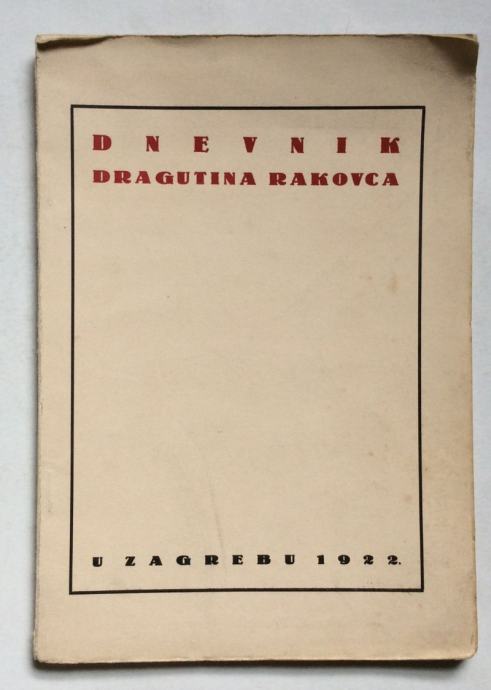 DNEVNIK
DRAGUTINA RAKOVCA
U ZAGREBU 1922.